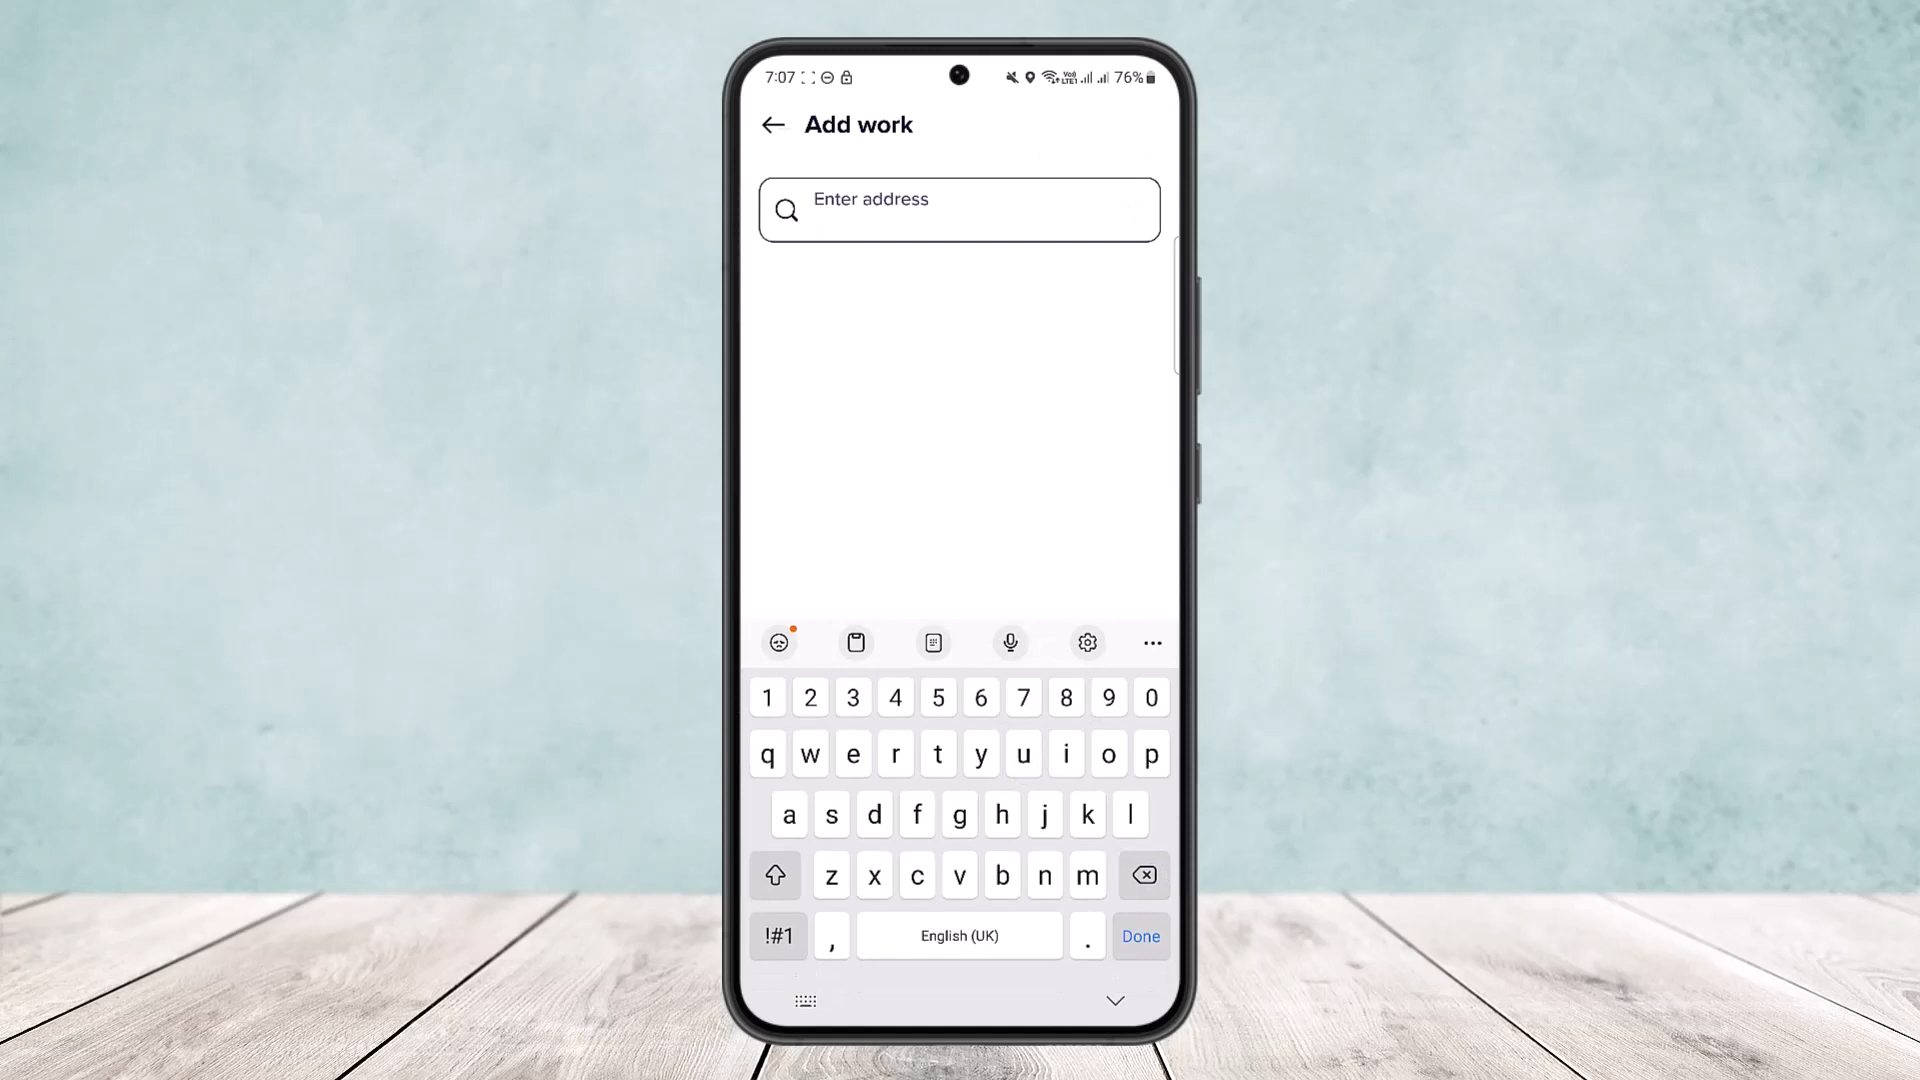 7:07 76%
Add work
Enter address
1 2 3 4 5 6 7 8 9 0
q w e r t y u i o p
a s d f g h j k l
z x c v b n m
!#1 , English (UK) . Done